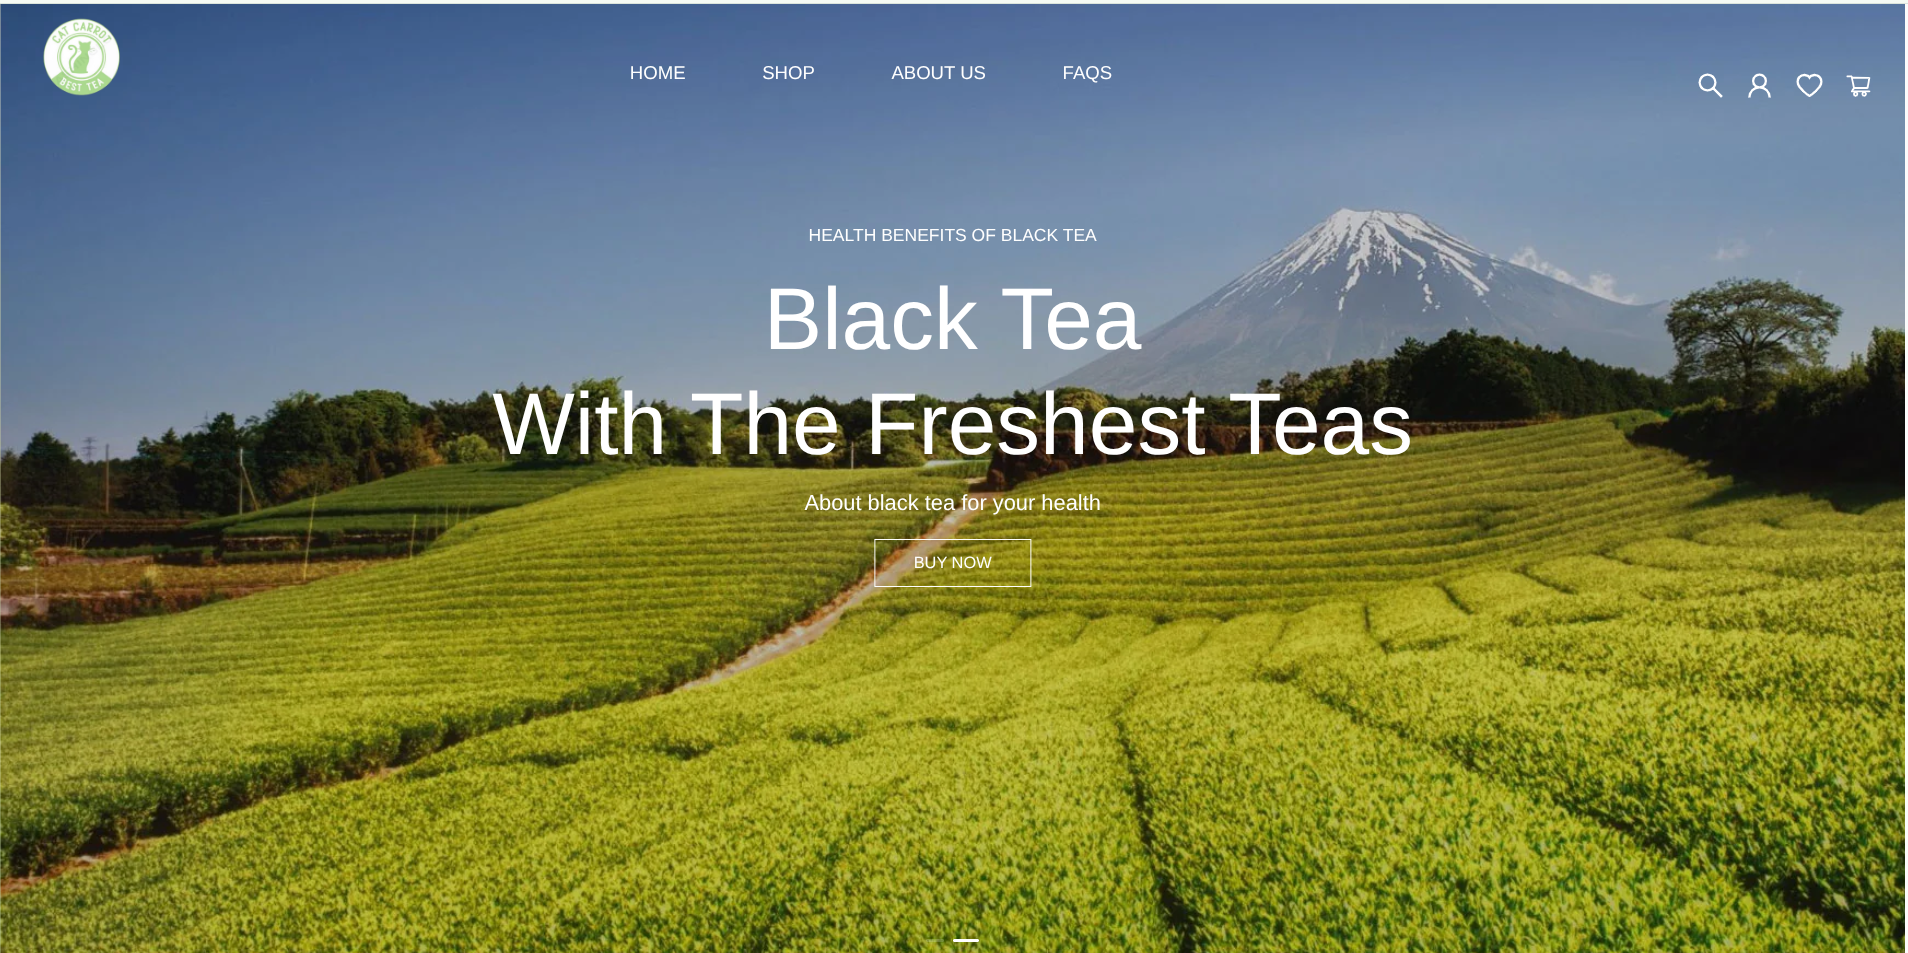 CAT CARROT
BEST TEA
HOME
SHOP
ABOUT US
FAQS
HEALTH BENEFITS OF BLACK TEA
Black Tea
With The Freshest Teas
About black tea for your health
BUY NOW